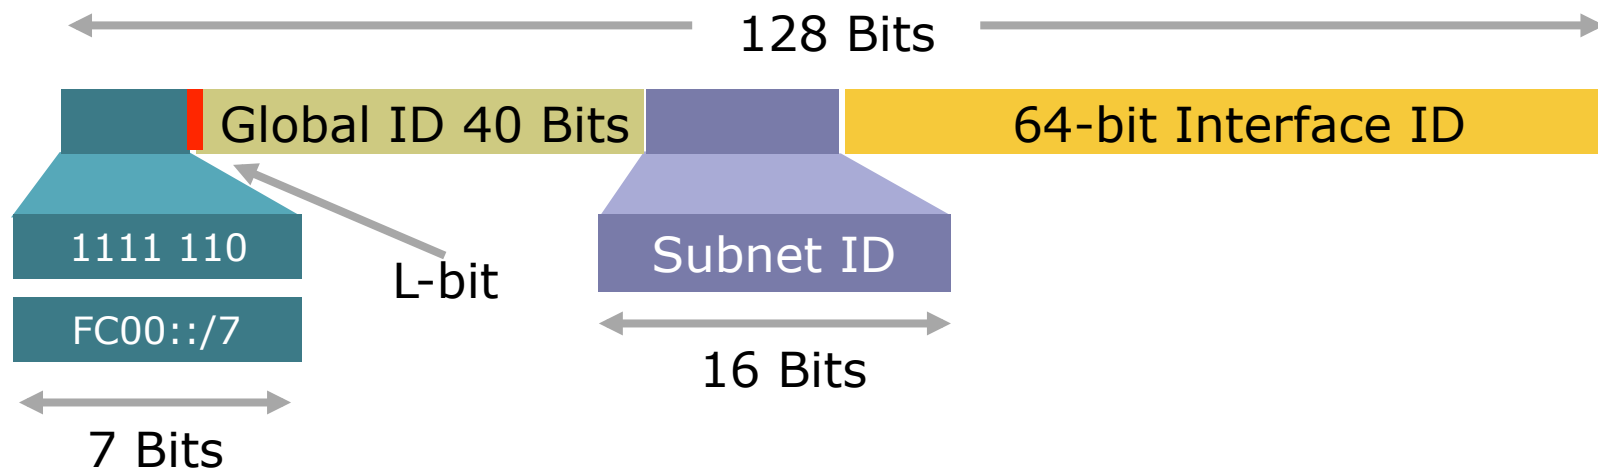 128 Bits
Global ID 40 Bits
64-bit Interface ID
1111 110
L-bit
Subnet ID
FC00::/7
16 Bits
7 Bits